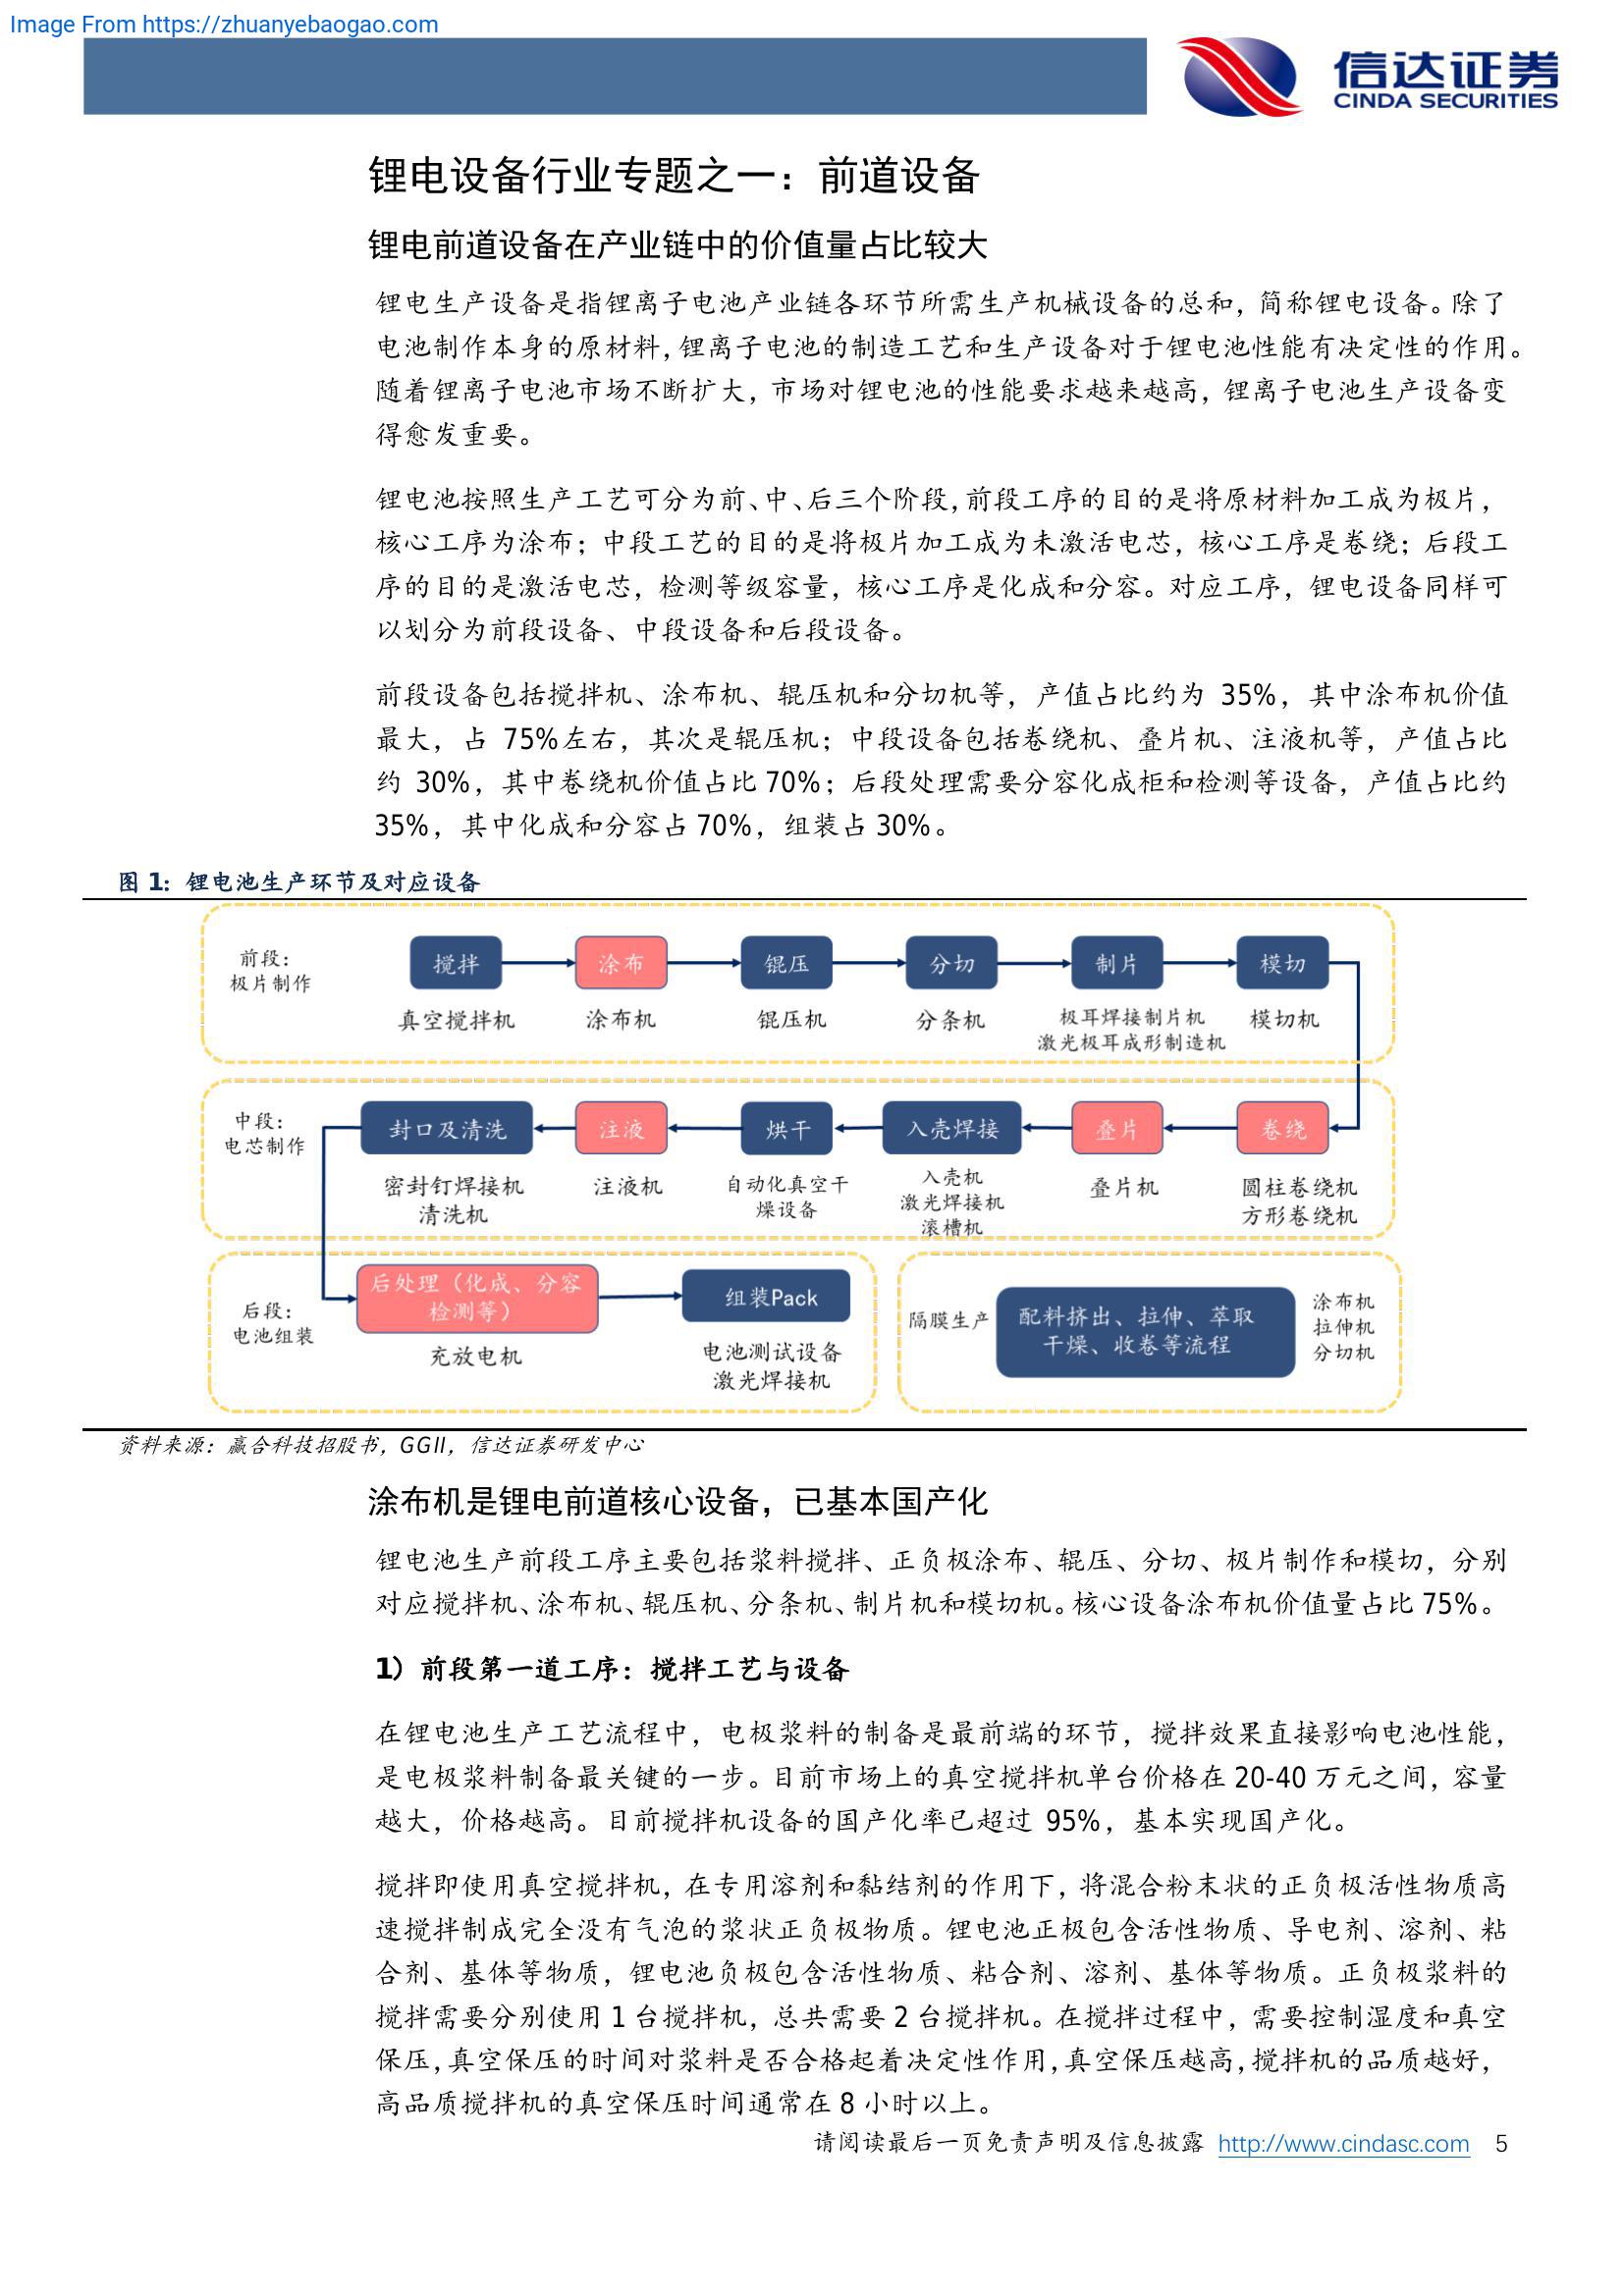 Image From https://zhuanyebaogao.com
信达证券
CINDA SECURITIES
锂电设备行业专题之一：前道设备
锂电前道设备在产业链中的价值量占比较大
锂电生产设备是指锂离子电池产业链各环节所需生产机械设备的总和，简称锂电设备。除了
电池制作本身的原材料，锂离子电池的制造工艺和生产设备对于锂电池性能有决定性的作用。
随着锂离子电池市场不断扩大，市场对锂电池的性能要求越来越高，锂离子电池生产设备变
得愈发重要。
锂电池按照生产工艺可分为前、中、后三个阶段，前段工序的目的是将原材料加工成为极片，
核心工序为涂布；中段工艺的目的是将极片加工成为未激活电芯，核心工序是卷绕；后段工
序的目的是激活电芯，检测等级容量，核心工序是化成和分容。对应工序，锂电设备同样可
以划分为前段设备、中段设备和后段设备。
前段设备包括搅拌机、涂布机、辊压机和分切机等，产值占比约为 35%，其中涂布机价值
最大，占 75%左右，其次是辊压机；中段设备包括卷绕机、叠片机、注液机等，产值占比
约 30%，其中卷绕机价值占比 70%；后段处理需要分容化成柜和检测等设备，产值占比约
35%，其中化成和分容占 70%，组装占 30%。
图 1：锂电池生产环节及对应设备
前段：
极片制作
搅拌
涂布
辊压
分切
制片
模切
真空搅拌机
涂布机
辊压机
分条机
极耳焊接制片机
激光极耳成形制造机
模切机
中段：
电芯制作
封口及清洗
注液
烘干
入壳焊接
叠片
卷绕
密封钉焊接机
清洗机
注液机
自动化真空干
燥设备
入壳机
激光焊接机
滚槽机
叠片机
圆柱卷绕机
方形卷绕机
后段：
电池组装
后处理（化成、分容
检测等）
充放电机
组装Pack
电池测试设备
激光焊接机
隔膜生产
配料挤出、拉伸、萃取
干燥、收卷等流程
涂布机
拉伸机
分切机
资料来源：赢合科技招股书，GGII，信达证券研发中心
涂布机是锂电前道核心设备，已基本国产化
锂电池生产前段工序主要包括浆料搅拌、正负极涂布、辊压、分切、极片制作和模切，分别
对应搅拌机、涂布机、辊压机、分条机、制片机和模切机。核心设备涂布机价值量占比 75%。
1）前段第一道工序：搅拌工艺与设备
在锂电池生产工艺流程中，电极浆料的制备是最前端的环节，搅拌效果直接影响电池性能，
是电极浆料制备最关键的一步。目前市场上的真空搅拌机单台价格在 20-40 万元之间，容量
越大，价格越高。目前搅拌机设备的国产化率已超过 95%，基本实现国产化。
搅拌即使用真空搅拌机，在专用溶剂和黏结剂的作用下，将混合粉末状的正负极活性物质高
速搅拌制成完全没有气泡的浆状正负极物质。锂电池正极包含活性物质、导电剂、溶剂、粘
合剂、基体等物质，锂电池负极包含活性物质、粘合剂、溶剂、基体等物质。正负极浆料的
搅拌需要分别使用 1 台搅拌机，总共需要 2 台搅拌机。在搅拌过程中，需要控制湿度和真空
保压，真空保压的时间对浆料是否合格起着决定性作用，真空保压越高，搅拌机的品质越好，
高品质搅拌机的真空保压时间通常在 8 小时以上。
请阅读最后一页免责声明及信息披露 http://www.cindasc.com 5